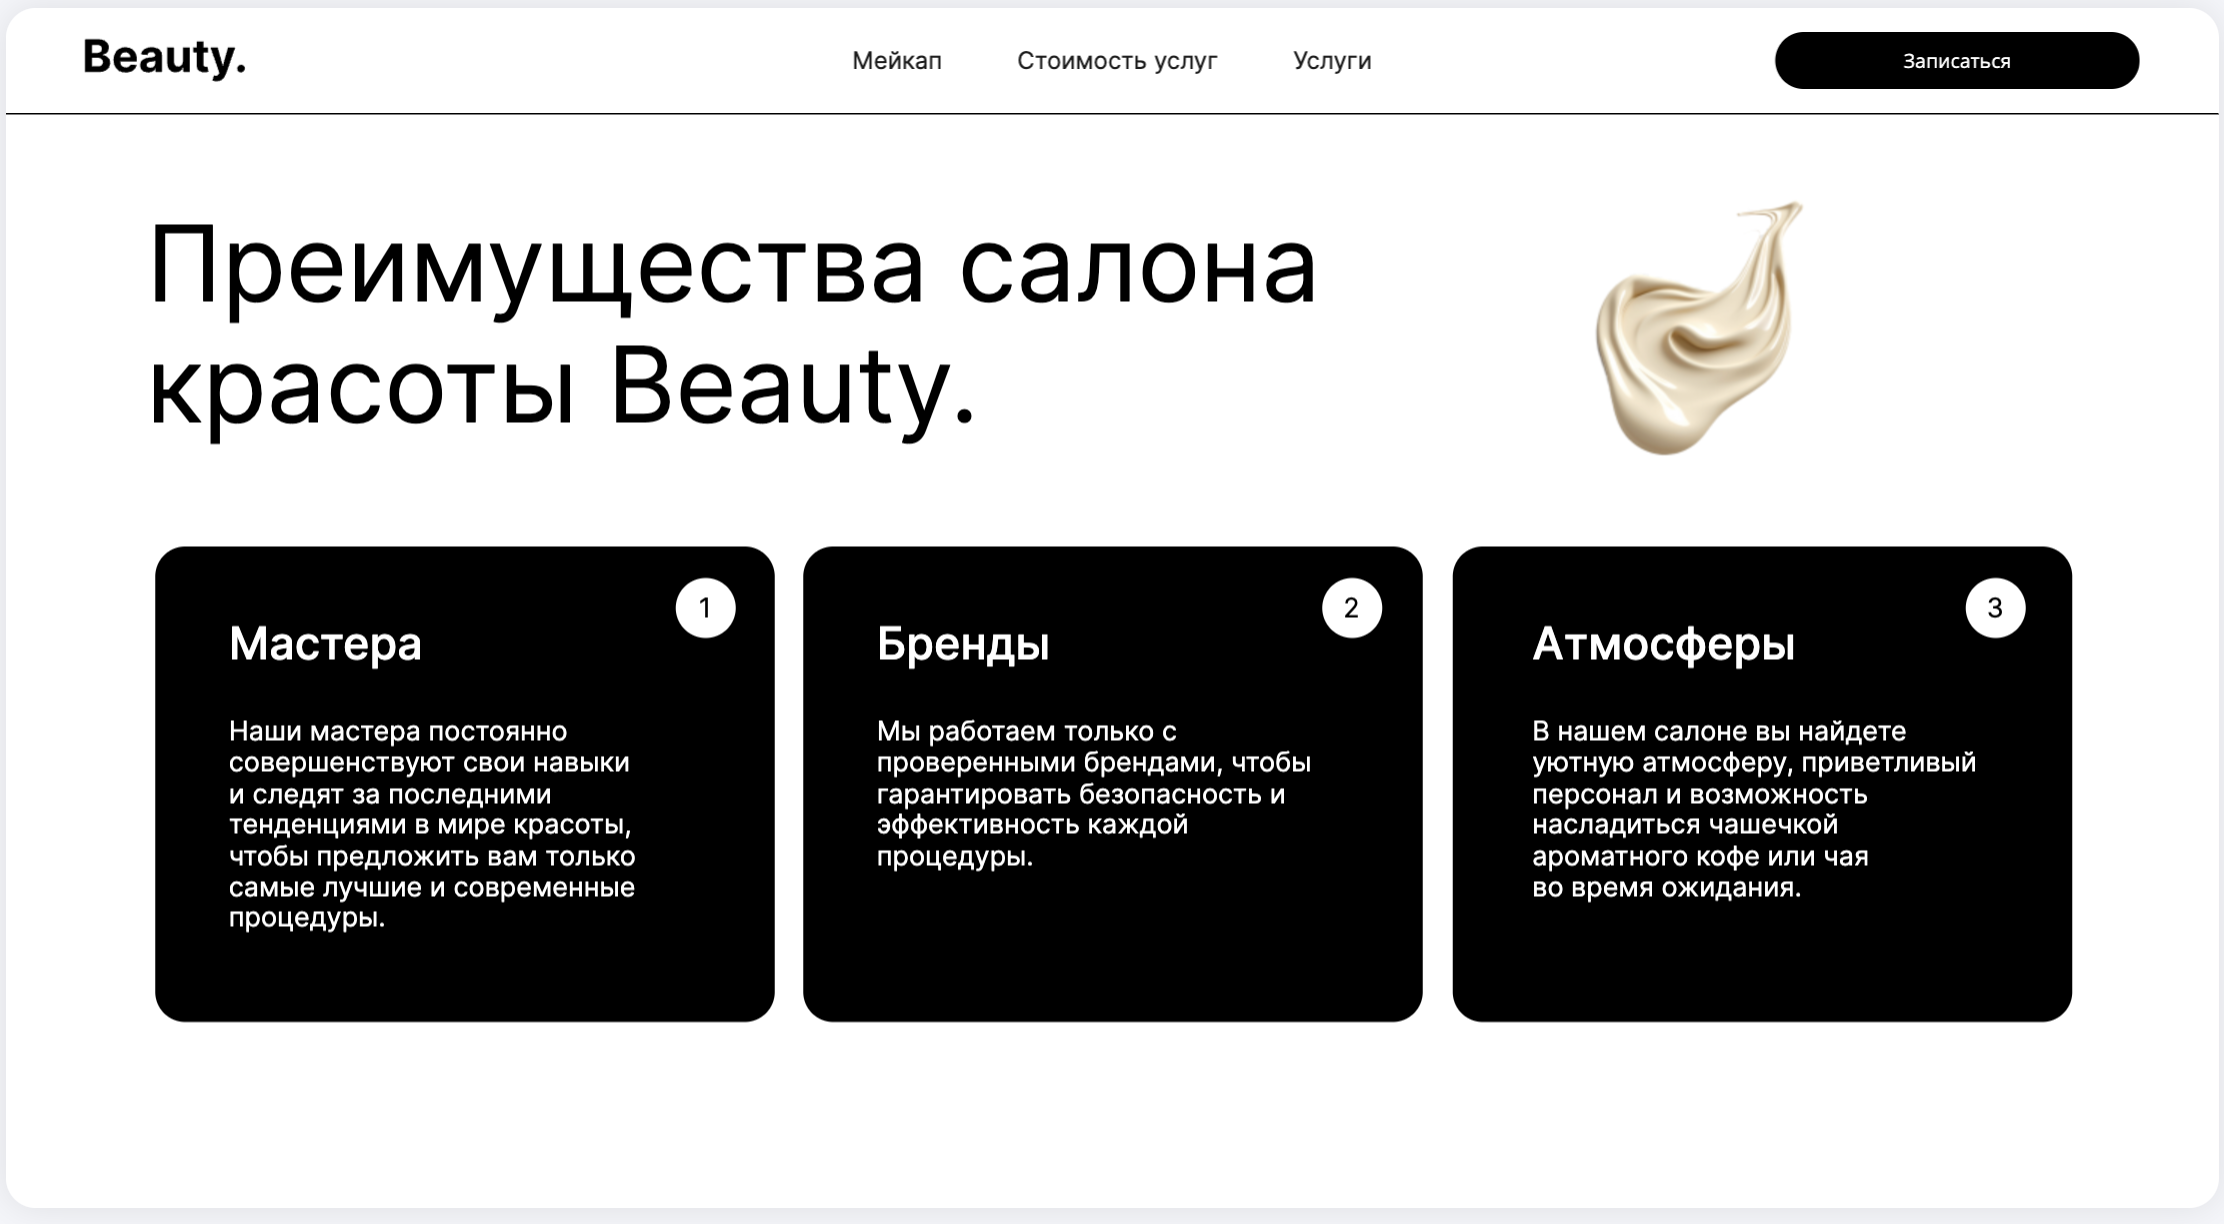 Beauty.
Мейкап
Стоимость услуг
Услуги
Записаться
Преимущества салона
красоты Beauty.
1
Мастера
Наши мастера постоянно
совершенствуют свои навыки
и следят за последними
тенденциями в мире красоты,
чтобы предложить вам только
самые лучшие и современные
процедуры.
2
Бренды
Мы работаем только с
проверенными брендами, чтобы
гарантировать безопасность и
эффективность каждой
процедуры.
3
Атмосферы
В нашем салоне вы найдете
уютную атмосферу, приветливый
персонал и возможность
насладиться чашечкой
ароматного кофе или чая
во время ожидания.